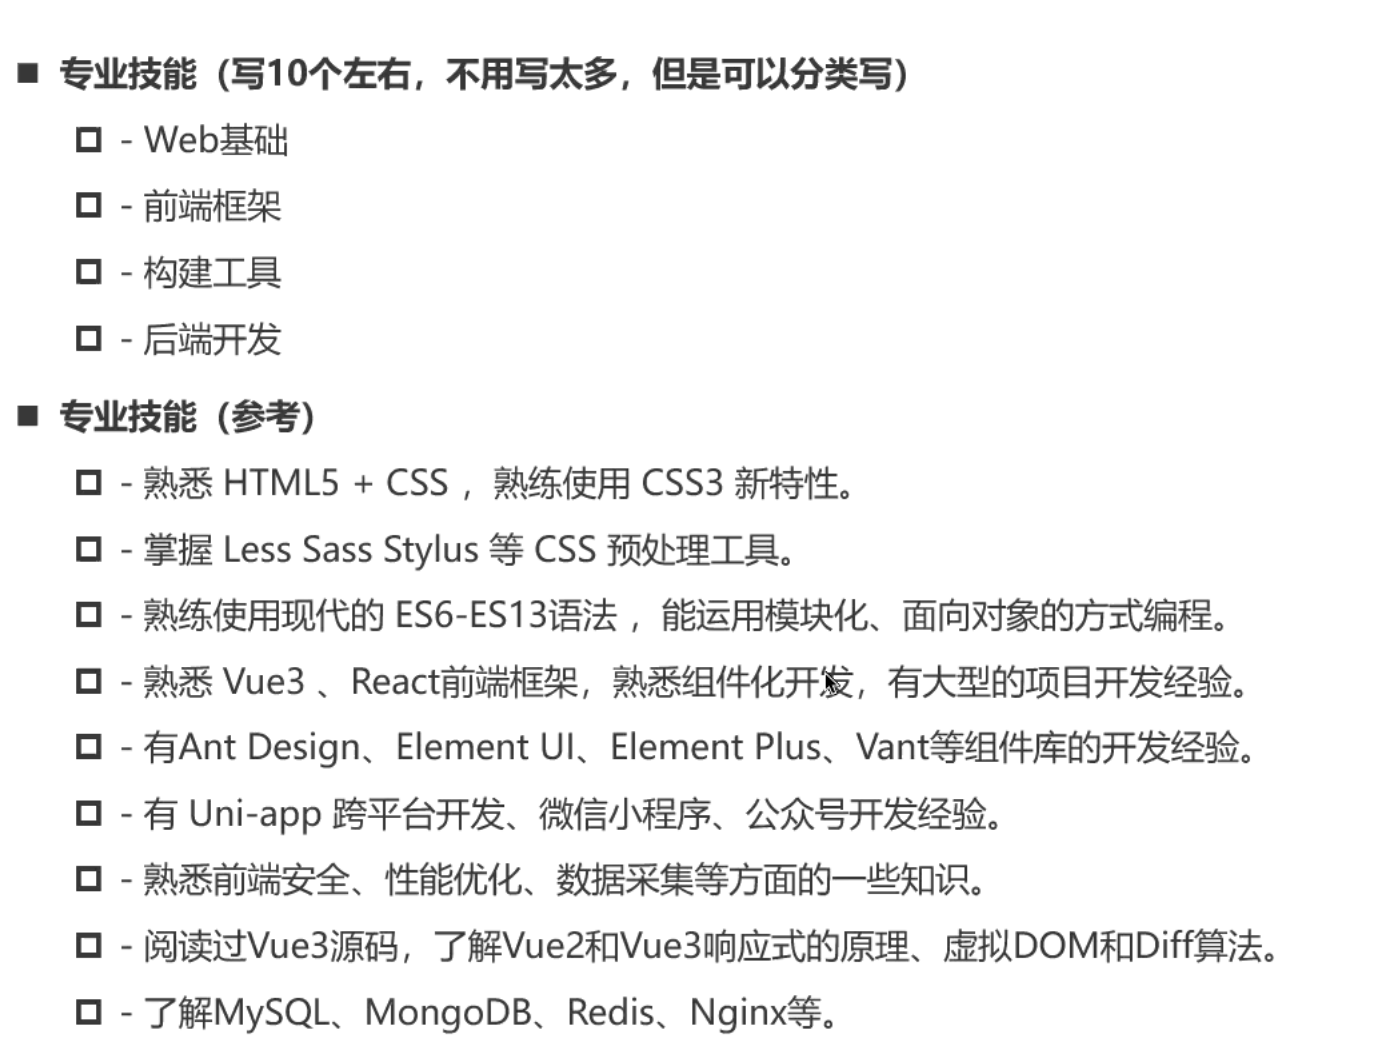 ■ 专业技能（写10个左右，不用写太多，但是可以分类写）
- Web基础
- 前端框架
- 构建工具
- 后端开发
■ 专业技能（参考）
- 熟悉 HTML5 + CSS ，熟练使用 CSS3 新特性。
- 掌握 Less Sass Stylus 等 CSS 预处理工具。
- 熟练使用现代的 ES6-ES13语法 ，能运用模块化、面向对象的方式编程。
- 熟悉 Vue3 、React前端框架，熟悉组件化开发，有大型的项目开发经验。
- 有Ant Design、Element UI、Element Plus、Vant等组件库的开发经验。
- 有 Uni-app 跨平台开发、微信小程序、公众号开发经验。
- 熟悉前端安全、性能优化、数据采集等方面的一些知识。
- 阅读过Vue3源码，了解Vue2和Vue3响应式的原理、虚拟DOM和Diff算法。
- 了解MySQL、MongoDB、Redis、Nginx等。